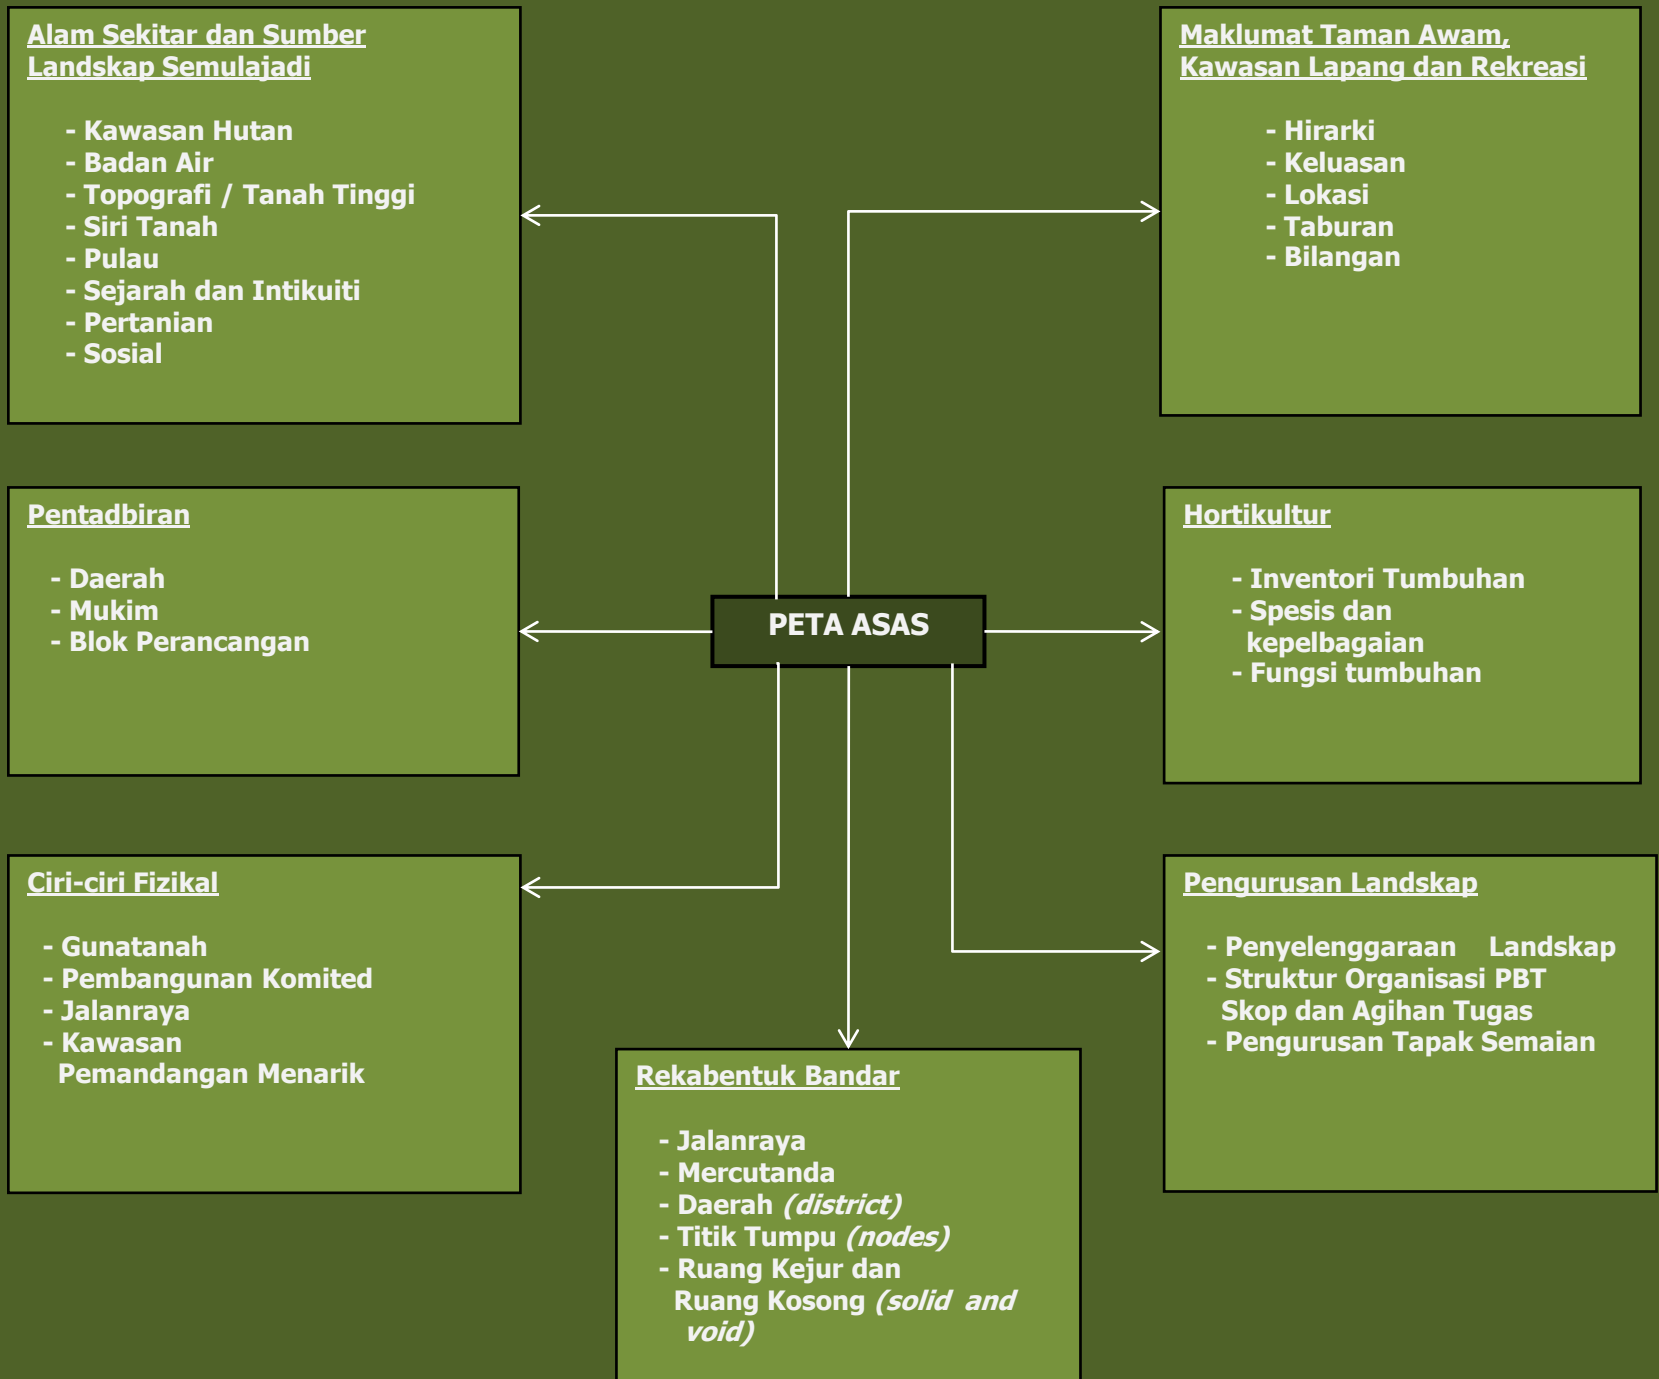 Alam Sekitar dan Sumber
Landskap Semulajadi
- Kawasan Hutan
- Badan Air
- Topografi / Tanah Tinggi
- Siri Tanah
- Pulau
- Sejarah dan Intikuiti
- Pertanian
- Sosial
Maklumat Taman Awam,
Kawasan Lapang dan Rekreasi
- Hirarki
- Keluasan
- Lokasi
- Taburan
- Bilangan
Pentadbiran
- Daerah
- Mukim
- Blok Perancangan
PETA ASAS
Hortikultur
- Inventori Tumbuhan
- Spesis dan
kepelbagaian
- Fungsi tumbuhan
Ciri-ciri Fizikal
- Gunatanah
- Pembangunan Komited
- Jalanraya
- Kawasan
Pemandangan Menarik
Rekabentuk Bandar
- Jalanraya
- Mercutanda
- Daerah (district)
- Titik Tumpu (nodes)
- Ruang Kejur dan
Ruang Kosong (solid and
void)
Pengurusan Landskap
- Penyelenggaraan Landskap
- Struktur Organisasi PBT
Skop dan Agihan Tugas
- Pengurusan Tapak Semaian